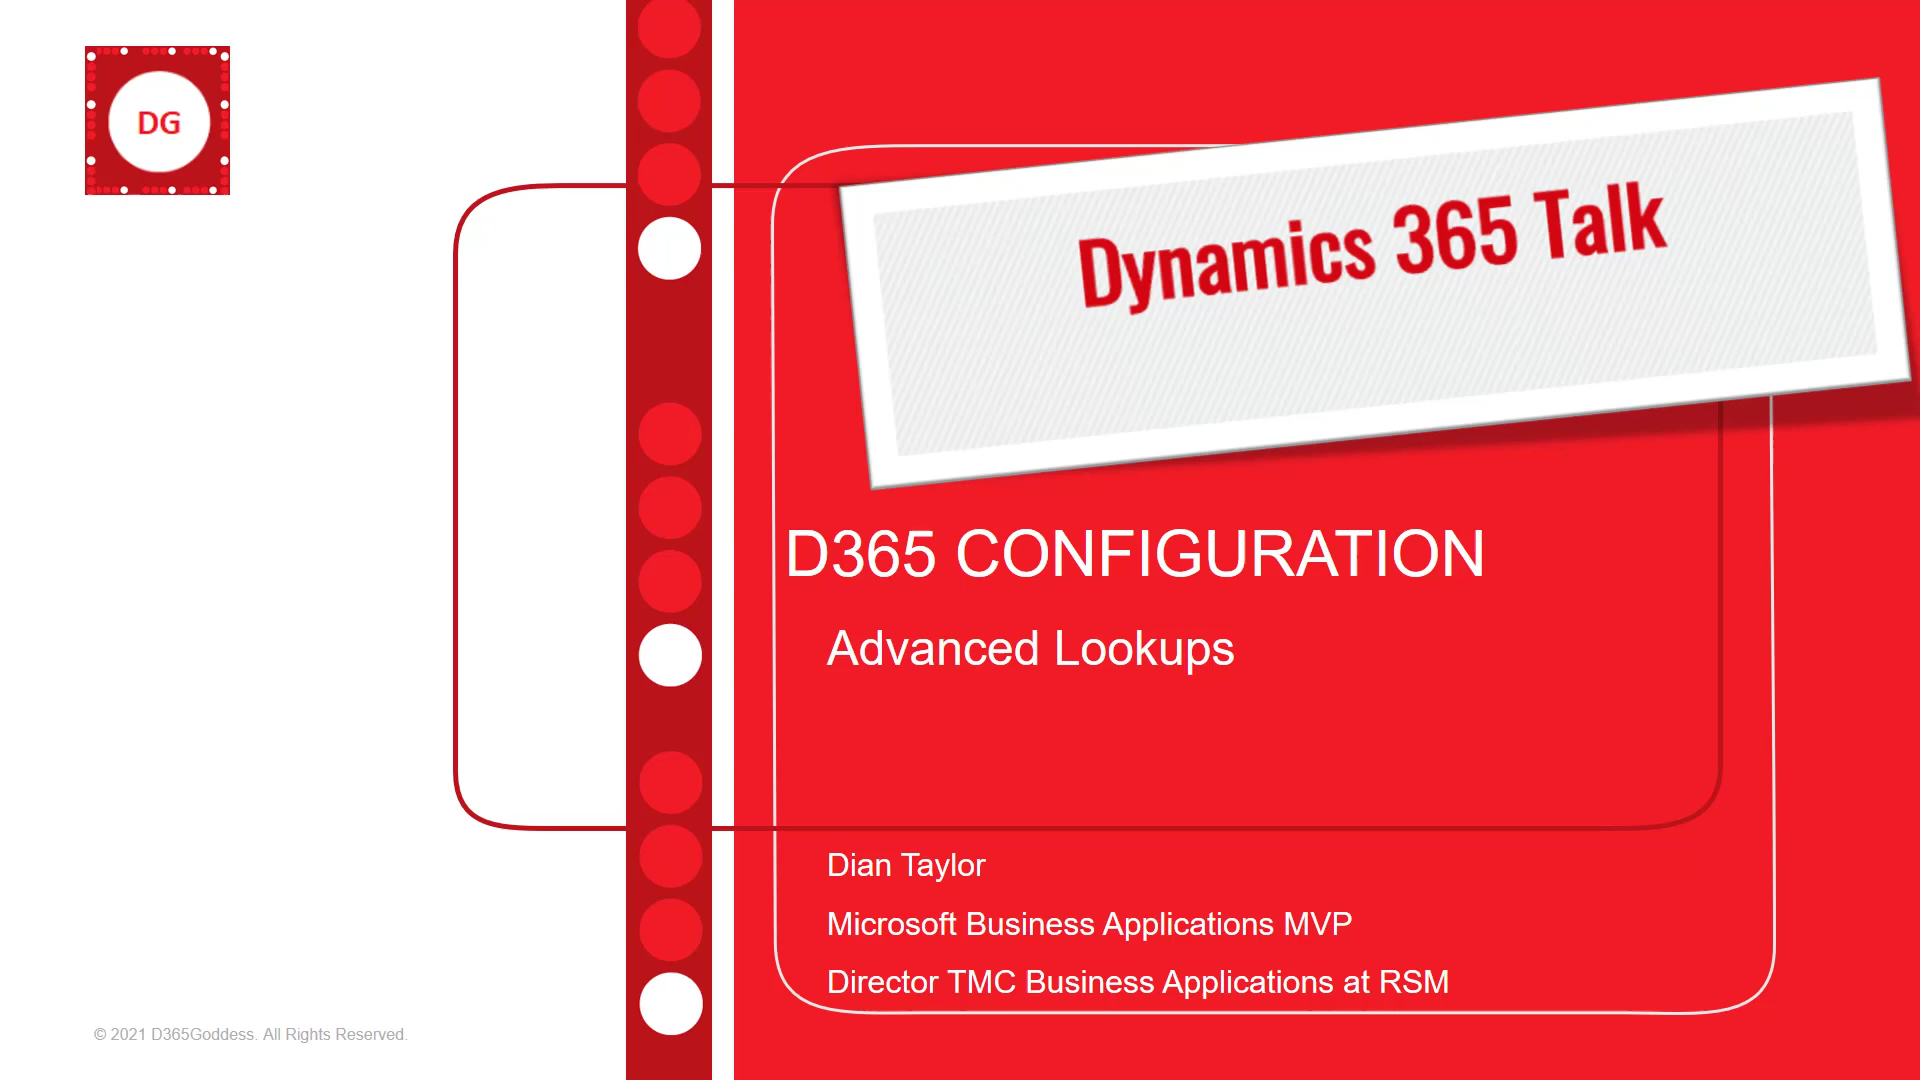 DG
Dynamics 365 Talk
D365 CONFIGURATION
Advanced Lookups
Dian Taylor
Microsoft Business Applications MVP
Director TMC Business Applications at RSM
© 2021 D365Goddess. All Rights Reserved.